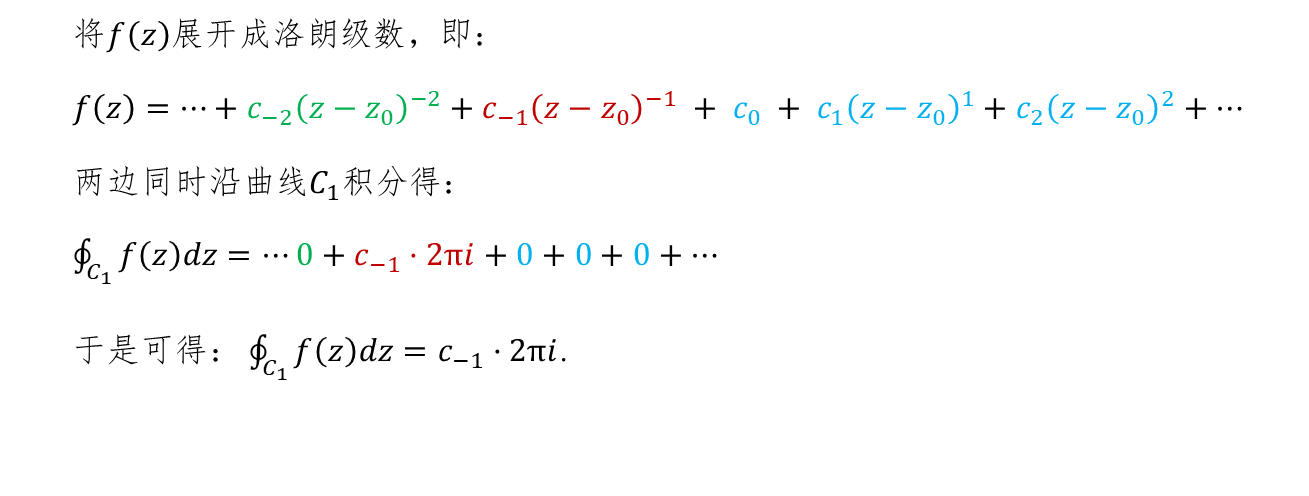 将f(z)展开成洛朗级数，即：
f(z) = ⋯ + c₋₂(z − z₀)⁻² + c₋₁(z − z₀)⁻¹ + c₀ + c₁(z − z₀)¹ + c₂(z − z₀)² + ⋯
两边同时沿曲线C₁积分得：
∮_{C₁} f(z)dz = ⋯ 0 + c₋₁ · 2πi + 0 + 0 + 0 + ⋯
于是可得：∮_{C₁} f(z)dz = c₋₁ · 2πi.